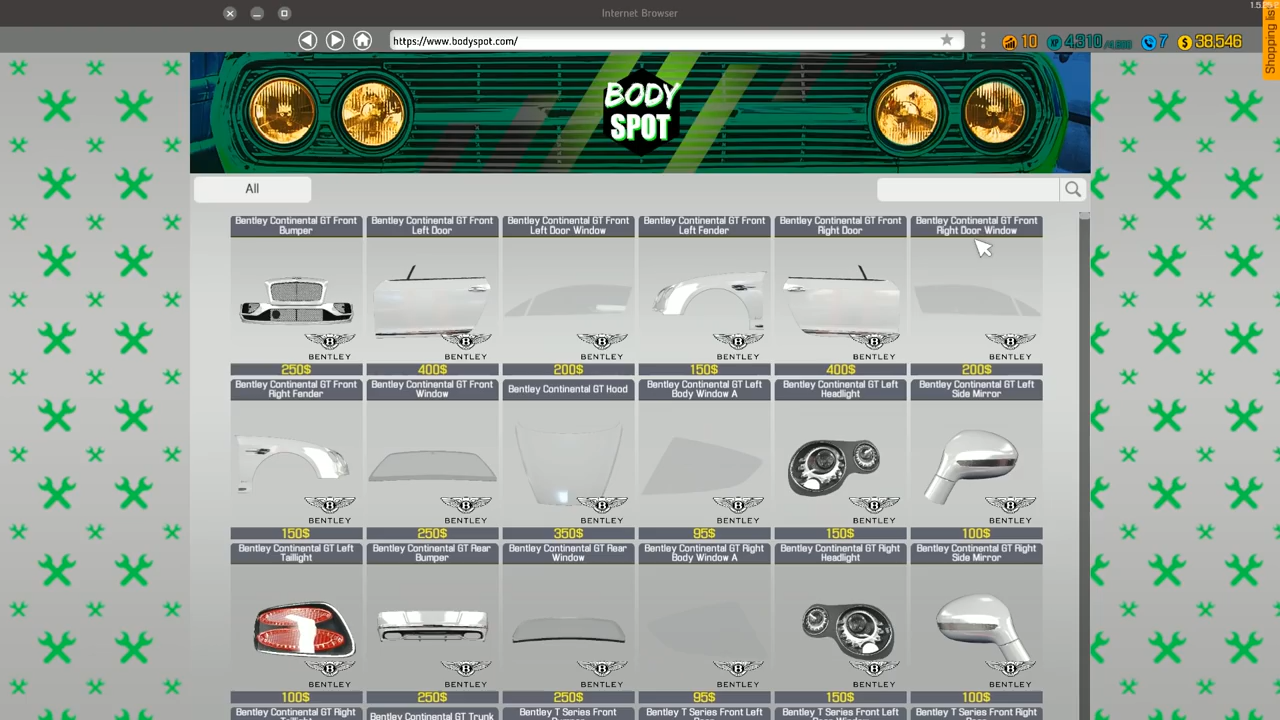 Internet Browser
1.5.
Shopping list
https://www.bodyspot.com/
10
XP
4,310
7
$ 38,546
BODY
SPOT
All
Bentley Continental GT Front
Bumper
Bentley Continental GT Front
Left Door
Bentley Continental GT Front
Left Door Window
Bentley Continental GT Front
Left Fender
Bentley Continental GT Front
Right Door
Bentley Continental GT Front
Right Door Window
B
BENTLEY
B
BENTLEY
B
BENTLEY
B
BENTLEY
B
BENTLEY
B
BENTLEY
250$
400$
200$
150$
400$
200$
Bentley Continental GT Front
Right Fender
Bentley Continental GT Front
Window
Bentley Continental GT Hood
Bentley Continental GT Left
Body Window A
Bentley Continental GT Left
Headlight
Bentley Continental GT Left
Side Mirror
B
BENTLEY
B
BENTLEY
B
BENTLEY
B
BENTLEY
B
BENTLEY
B
BENTLEY
150$
250$
350$
95$
150$
100$
Bentley Continental GT Left
Taillight
Bentley Continental GT Rear
Bumper
Bentley Continental GT Rear
Window
Bentley Continental GT Right
Body Window A
Bentley Continental GT Right
Headlight
Bentley Continental GT Right
Side Mirror
B
BENTLEY
B
BENTLEY
B
BENTLEY
B
BENTLEY
B
BENTLEY
B
BENTLEY
100$
250$
250$
95$
150$
100$
Bentley Continental GT Right
Taillight
Bentley Continental GT Trunk
Bentley T Series Front
Bentley T Series Front Left
Bentley T Series Front Left
Bentley T Series Front Right